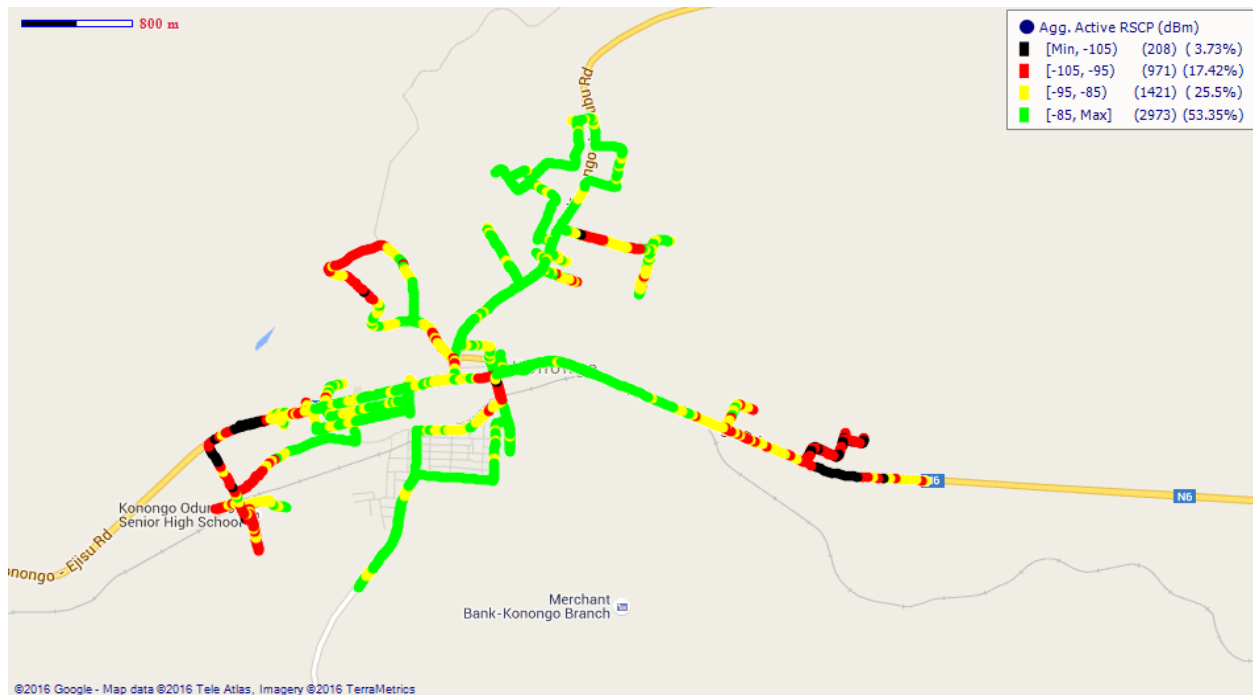 800 m
Agg. Active RSCP (dBm)
[Min, -105) (208) ( 3.73%)
[-105, -95) (971) (17.42%)
[-95, -85) (1421) ( 25.5%)
[-85, Max] (2973) (53.35%)
Konongo Odum
Senior High School
N6
onongo - Ejisu Rd
Merchant
Bank-Konongo Branch
©2016 Google - Map data ©2016 Tele Atlas, Imagery ©2016 TerraMetrics